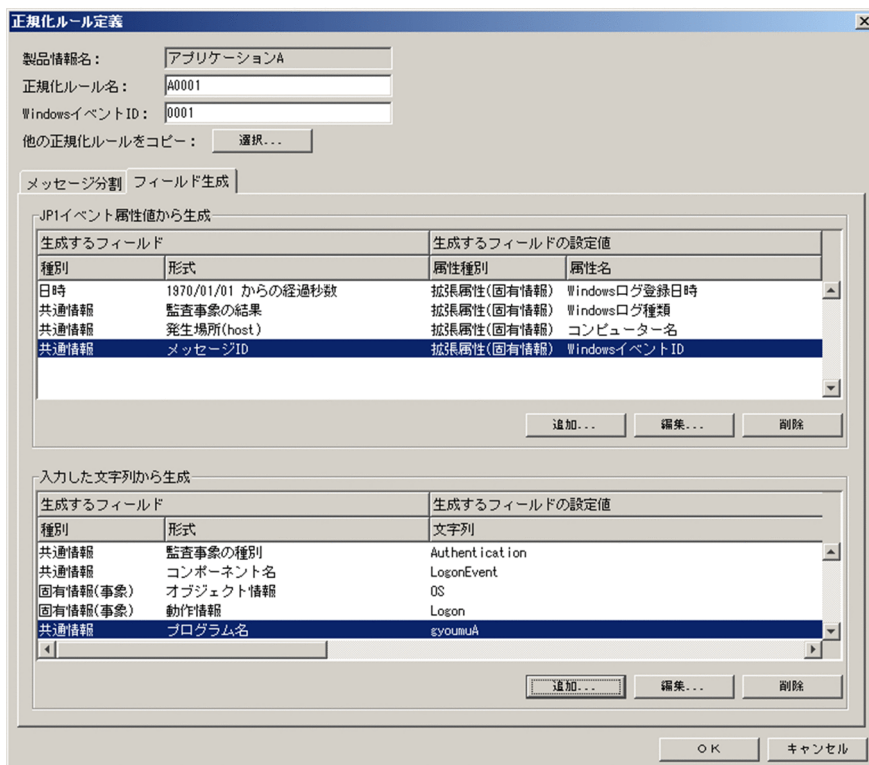 正規化ルール定義
製品情報名： アプリケーションA
正規化ルール名： A0001
WindowsイベントID： 0001
他の正規化ルールをコピー： 選択...
メッセージ分割 フィールド生成
JP1イベント属性値から生成
生成するフィールド 生成するフィールドの設定値
種別 形式 属性種別 属性名
日時 1970/01/01 からの経過秒数 拡張属性(固有情報) Windowsログ登録日時
共通情報 監査事象の結果 拡張属性(固有情報) Windowsログ種類
共通情報 発生場所(host) 拡張属性(固有情報) コンピューター名
共通情報 メッセージID 拡張属性(固有情報) WindowsイベントID
追加... 編集... 削除
入力した文字列から生成
生成するフィールド 生成するフィールドの設定値
種別 形式 文字列
共通情報 監査事象の種別 Authentication
共通情報 コンポーネント名 LogonEvent
固有情報(事象) オブジェクト情報 OS
固有情報(事象) 動作情報 Logon
共通情報 プログラム名 gyoumuA
追加... 編集... 削除
OK キャンセル